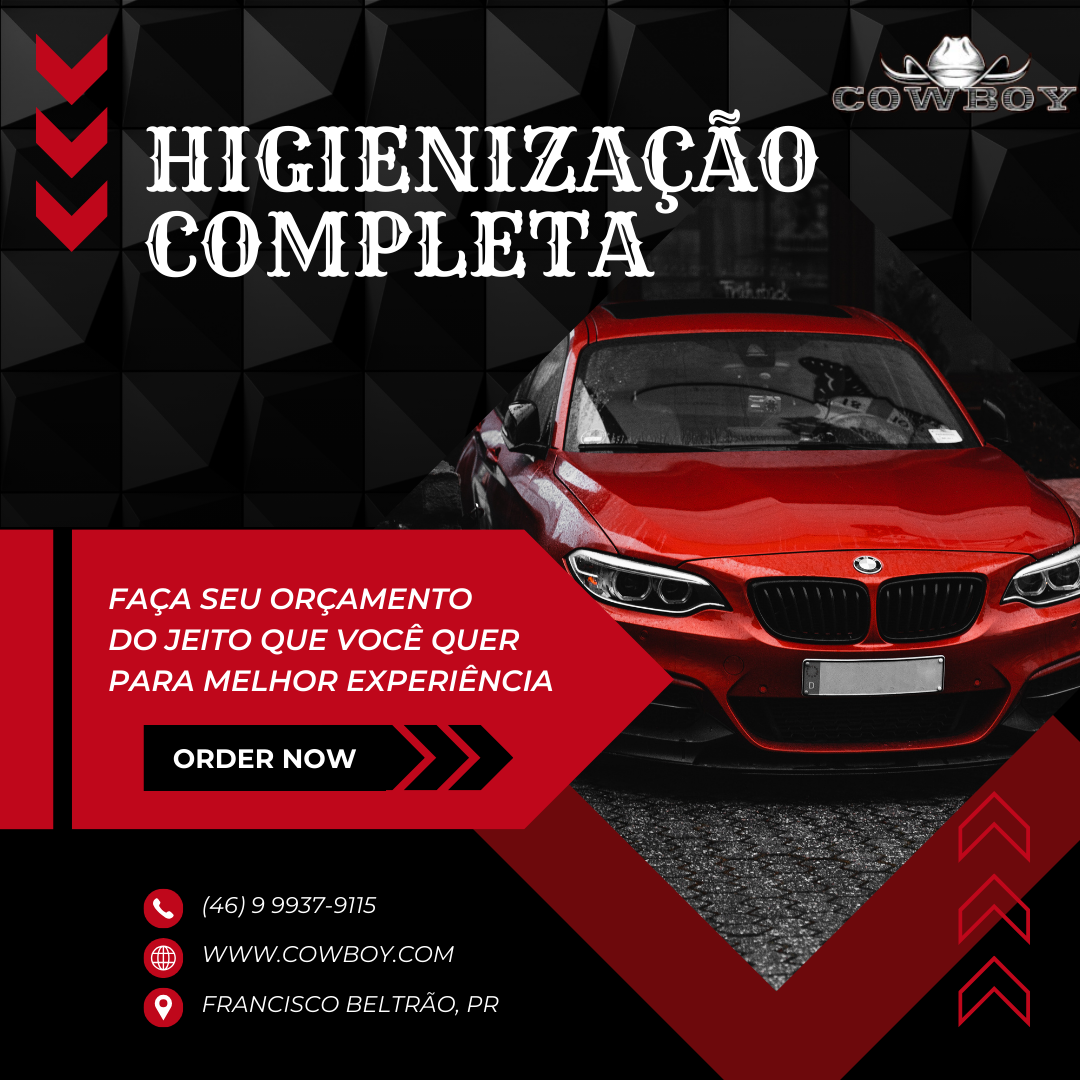 COWBOY
HIGIENIZAÇÃO
COMPLETA
FAÇA SEU ORÇAMENTO
DO JEITO QUE VOCÊ QUER
PARA MELHOR EXPERIÊNCIA
ORDER NOW
(46) 9 9937-9115
WWW.COWBOY.COM
FRANCISCO BELTRÃO, PR